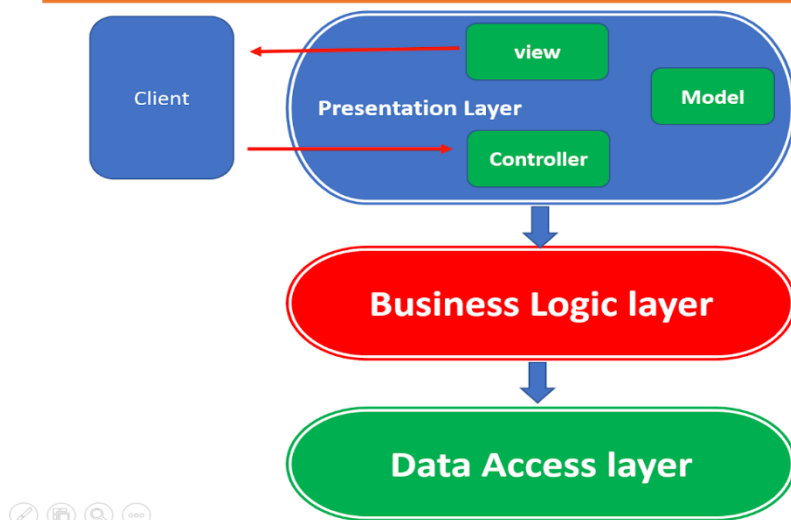 view
Client
Model
Presentation Layer
Controller
Business Logic layer
Data Access layer